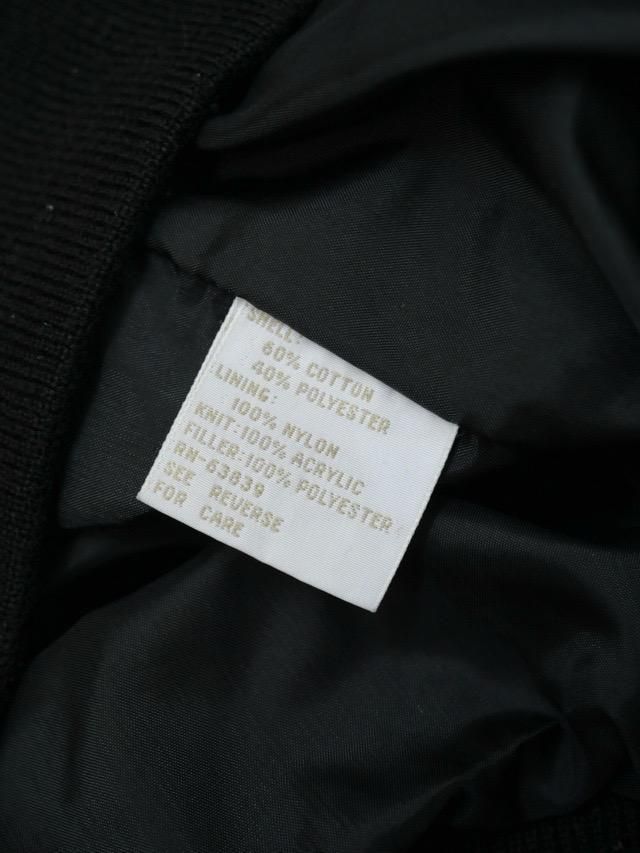 SHELL:
60% COTTON
40% POLYESTER
LINING:
100% NYLON
KNIT:100% ACRYLIC
FILLER:100% POLYESTER
RN-63839
SEE REVERSE
FOR CARE